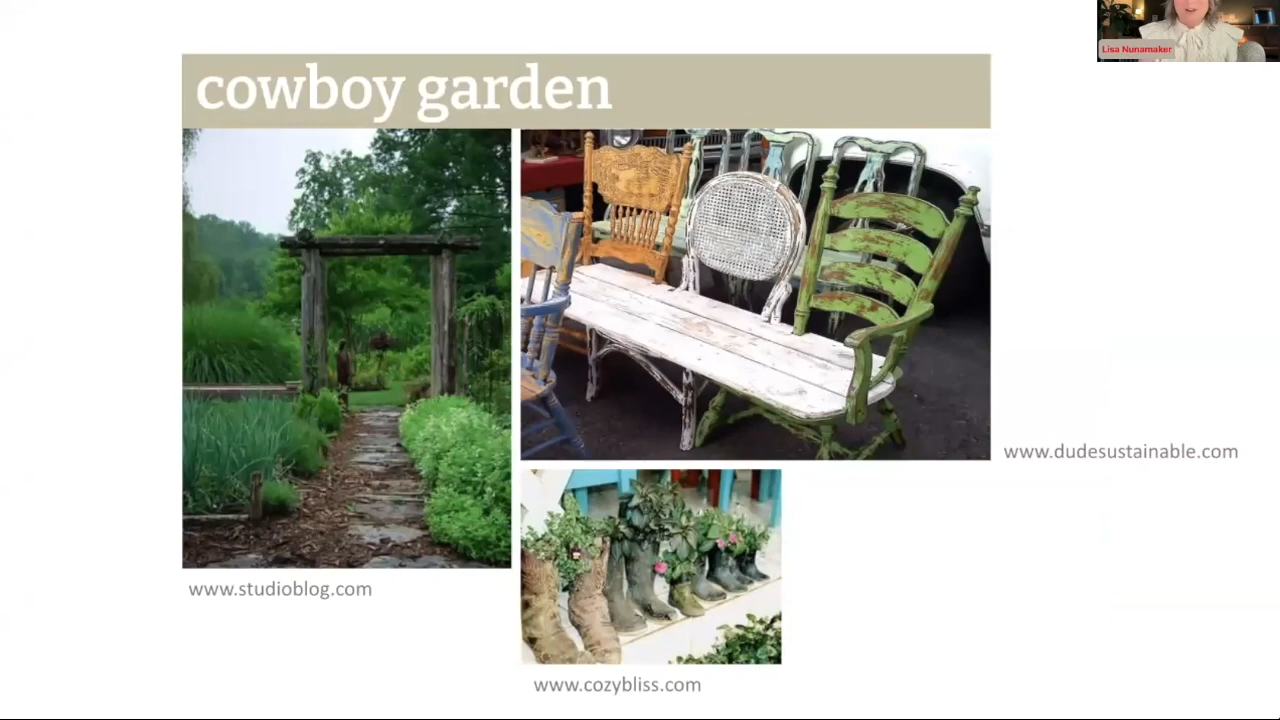 Lisa Nunamaker
cowboy garden
www.dudesustainable.com
www.studioblog.com
www.cozybliss.com